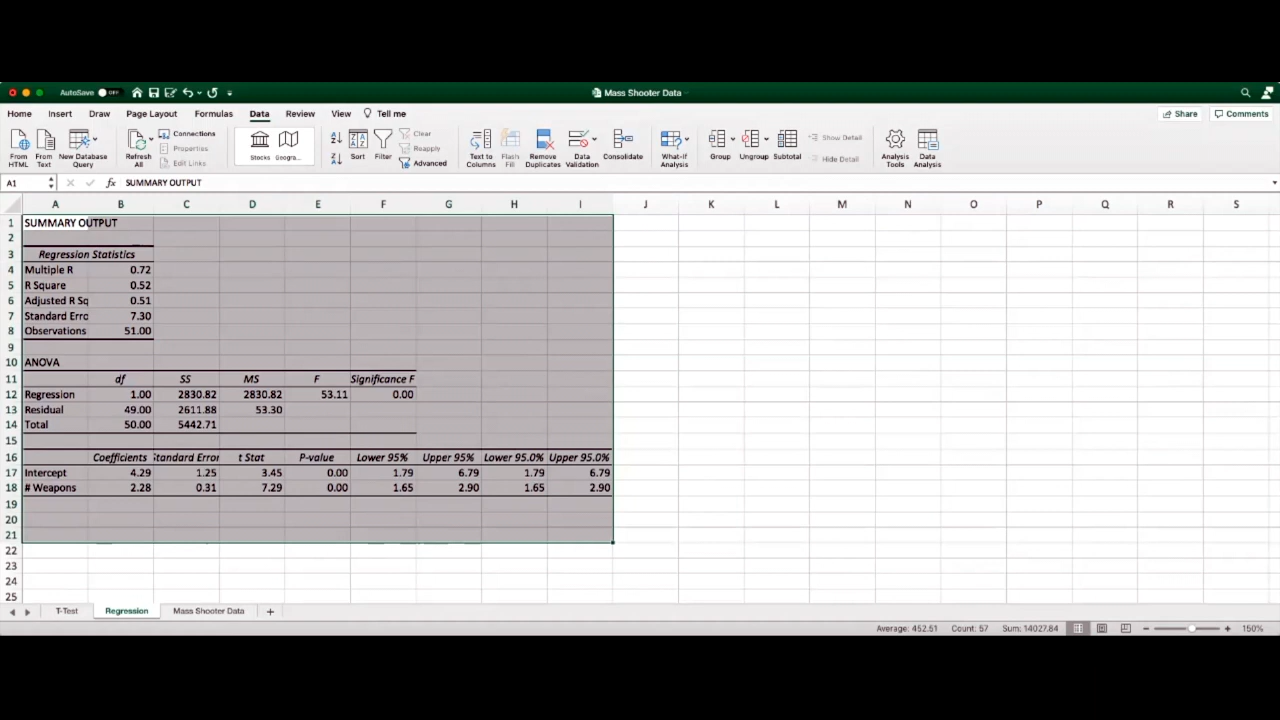 AutoSave OFF Mass Shooter Data
Home Insert Draw Page Layout Formulas Data Review View Tell me Share Comments
From HTML From Text New Database Query Refresh All Connections Properties Edit Links Stocks Geogra... Sort Filter Clear Reapply Advanced Text to Columns Flash Fill Remove Duplicates Data Validation Consolidate What-If Analysis Group Ungroup Subtotal Show Detail Hide Detail Analysis Tools Data Analysis
A1 fx SUMMARY OUTPUT
A B C D E F G H I J K L M N O P Q R S
1 SUMMARY OUTPUT
2
3 Regression Statistics
4 Multiple R 0.72
5 R Square 0.52
6 Adjusted R Sq 0.51
7 Standard Erro 7.30
8 Observations 51.00
9
10 ANOVA
11 df SS MS F Significance F
12 Regression 1.00 2830.82 2830.82 53.11 0.00
13 Residual 49.00 2611.88 53.30
14 Total 50.00 5442.71
15
16 Coefficients Standard Error t Stat P-value Lower 95% Upper 95% Lower 95.0% Upper 95.0%
17 Intercept 4.29 1.25 3.45 0.00 1.79 6.79 1.79 6.79
18 # Weapons 2.28 0.31 7.29 0.00 1.65 2.90 1.65 2.90
19
20
21
22
23
24
25
T-Test Regression Mass Shooter Data +
Average: 452.51 Count: 57 Sum: 14027.84 150%